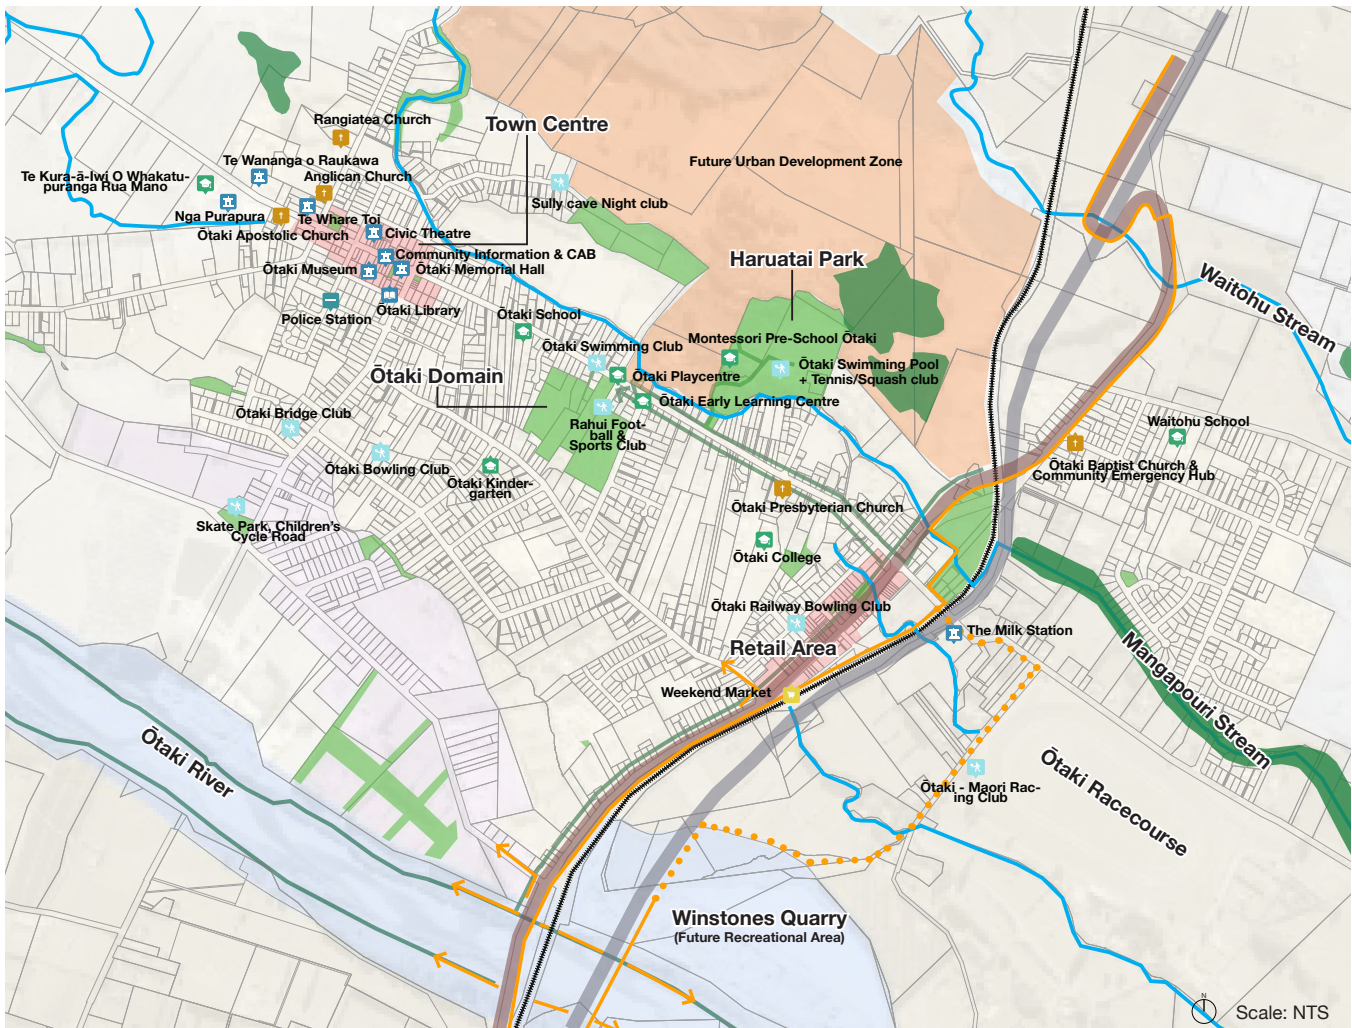 Rangiatea Church
Town Centre
Te Wananga o Raukawa
Future Urban Development Zone
Te Kura-ā-Iwi O Whakatu-
puranga Rua Mano
Anglican Church
Sully cave Night club
Nga Purapura
Te Whare Toi
Ōtaki Apostolic Church
Civic Theatre
Community Information & CAB
Haruatai Park
Ōtaki Museum
Ōtaki Memorial Hall
Waitohu Stream
Ōtaki Library
Police Station
Ōtaki School
Montessori Pre-School Ōtaki
Ōtaki Swimming Club
Ōtaki Swimming Pool
+ Tennis/Squash club
Ōtaki Domain
Ōtaki Playcentre
Ōtaki Early Learning Centre
Ōtaki Bridge Club
Rahui Foot-
ball &
Sports Club
Waitohu School
Ōtaki Bowling Club
Ōtaki Kinder-
garten
Ōtaki Baptist Church &
Community Emergency Hub
Ōtaki Presbyterian Church
Skate Park, Children's
Cycle Road
Ōtaki College
Ōtaki Railway Bowling Club
The Milk Station
Retail Area
Mangapouri Stream
Weekend Market
Ōtaki River
Ōtaki Racecourse
Ōtaki - Maori Rac-
ing Club
Winstones Quarry
(Future Recreational Area)
N
Scale: NTS